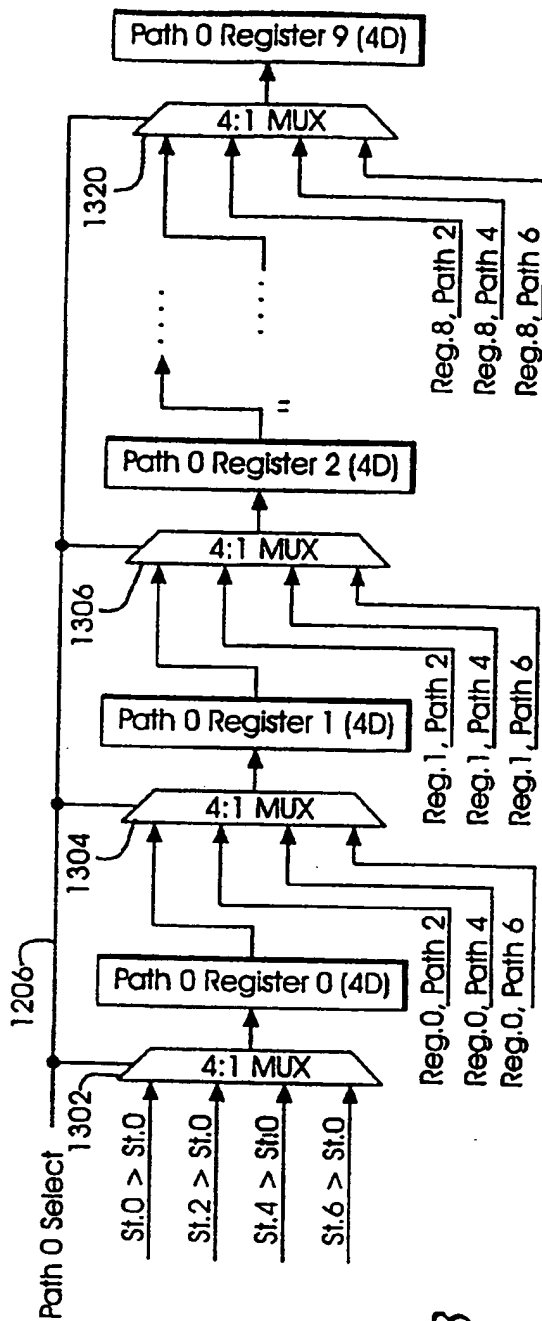 Path 0 Select
1206
1302
St.0 > St.0
St.2 > St.0
St.4 > St.0
St.6 > St.0
4:1 MUX
Path 0 Register 0 (4D)
Reg.0, Path 2
Reg.0, Path 4
Reg.0, Path 6
1304
4:1 MUX
Path 0 Register 1 (4D)
Reg.1, Path 2
Reg.1, Path 4
Reg.1, Path 6
1306
4:1 MUX
Path 0 Register 2 (4D)
=
. . . .
. . . . .
1320
4:1 MUX
Reg.8, Path 2
Reg.8, Path 4
Reg.8, Path 6
Path 0 Register 9 (4D)